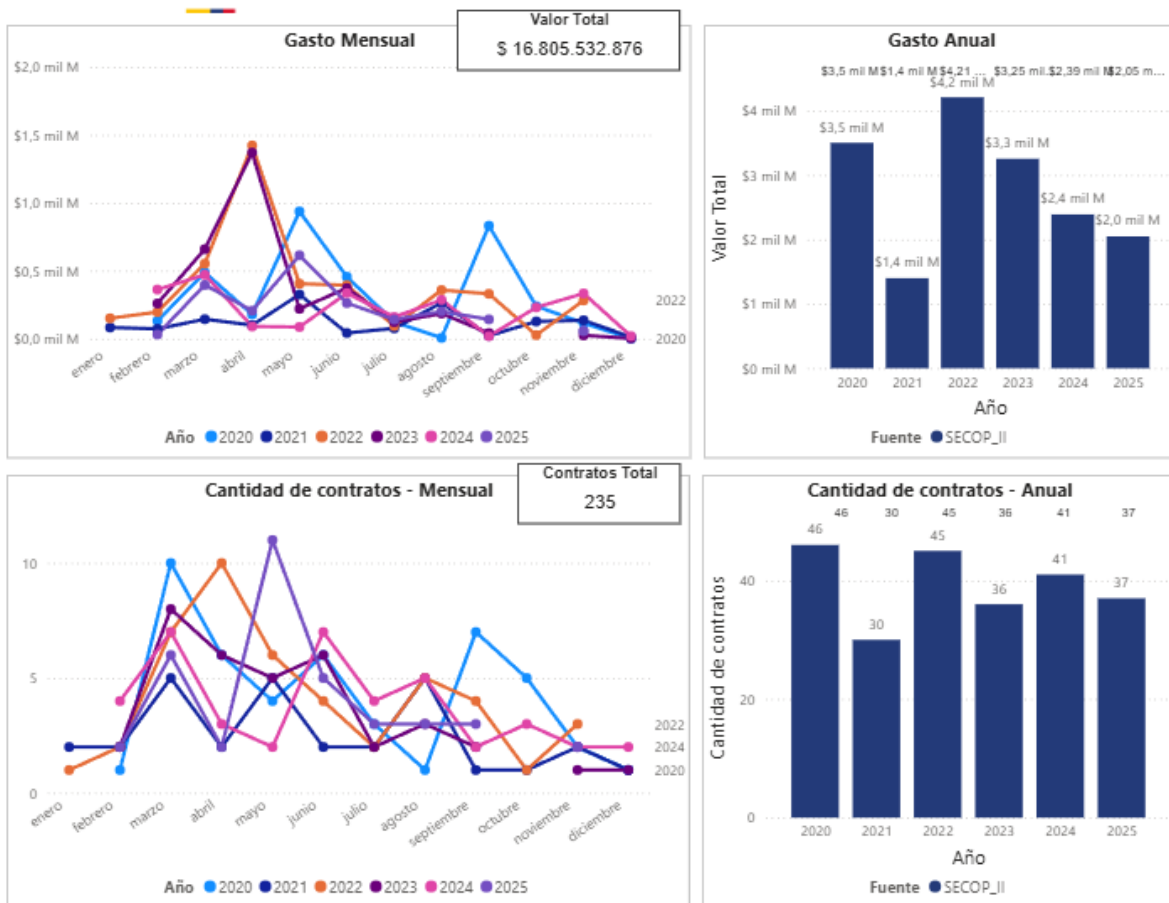 Gasto Mensual
Valor Total
$ 16.805.532.876
$2,0 mil M
$1,5 mil M
$1,0 mil M
$0,5 mil M
$0,0 mil M
2022
2020
enero
febrero
marzo
abril
mayo
junio
julio
agosto
septiembre
octubre
noviembre
diciembre
Año 2020 2021 2022 2023 2024 2025
Gasto Anual
$3,5 mil M $1,4 mil M $4,21 ... $3,25 mil... $2,39 mil M $2,05 m...
Valor Total
$4 mil M
$3 mil M
$2 mil M
$1 mil M
$0 mil M
$3,5 mil M
$1,4 mil M
$4,2 mil M
$3,3 mil M
$2,4 mil M
$2,0 mil M
2020 2021 2022 2023 2024 2025
Año
Fuente SECOP_II
Cantidad de contratos - Mensual
Contratos Total
235
10
5
0
2022
2024
2020
enero
febrero
marzo
abril
mayo
junio
julio
agosto
septiembre
octubre
noviembre
diciembre
Año 2020 2021 2022 2023 2024 2025
Cantidad de contratos - Anual
46 30 45 36 41 37
Cantidad de contratos
40
20
0
46
30
45
36
41
37
2020 2021 2022 2023 2024 2025
Año
Fuente SECOP_II